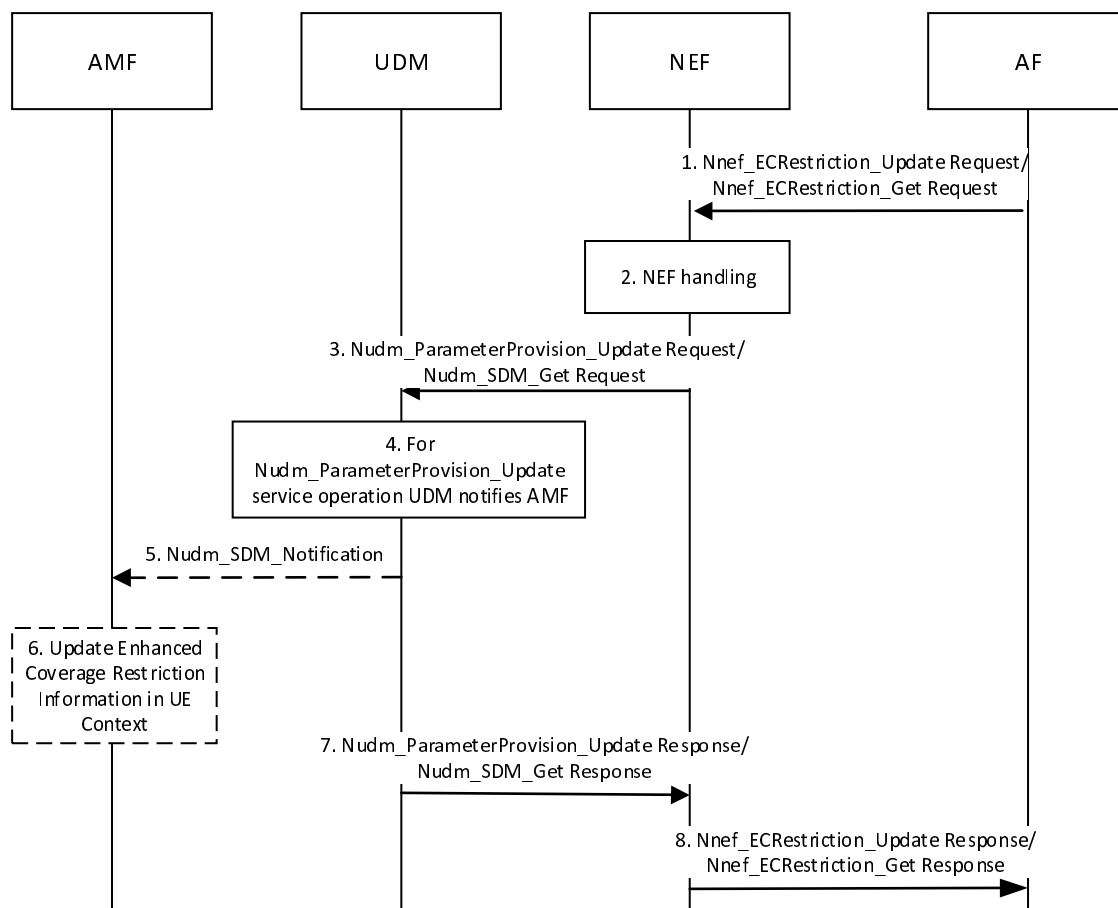 AMF
UDM
NEF
AF
1. Nnef_ECRestriction_Update Request/
Nnef_ECRestriction_Get Request
2. NEF handling
3. Nudm_ParameterProvision_Update Request/
Nudm_SDM_Get Request
4. For
Nudm_ParameterProvision_Update
service operation UDM notifies AMF
5. Nudm_SDM_Notification
6. Update Enhanced
Coverage Restriction
Information in UE
Context
7. Nudm_ParameterProvision_Update Response/
Nudm_SDM_Get Response
8. Nnef_ECRestriction_Update Response/
Nnef_ECRestriction_Get Response